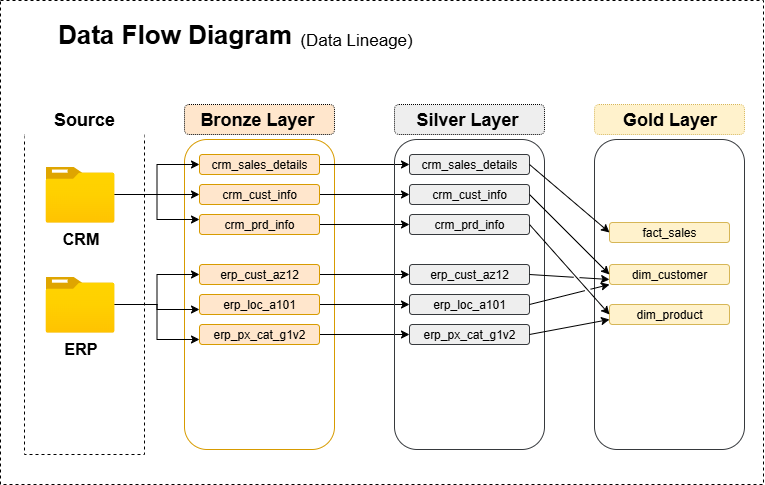 Data Flow Diagram (Data Lineage)
Source
Bronze Layer
Silver Layer
Gold Layer
CRM
ERP
crm_sales_details
crm_cust_info
crm_prd_info
erp_cust_az12
erp_loc_a101
erp_px_cat_g1v2
crm_sales_details
crm_cust_info
crm_prd_info
erp_cust_az12
erp_loc_a101
erp_px_cat_g1v2
fact_sales
dim_customer
dim_product